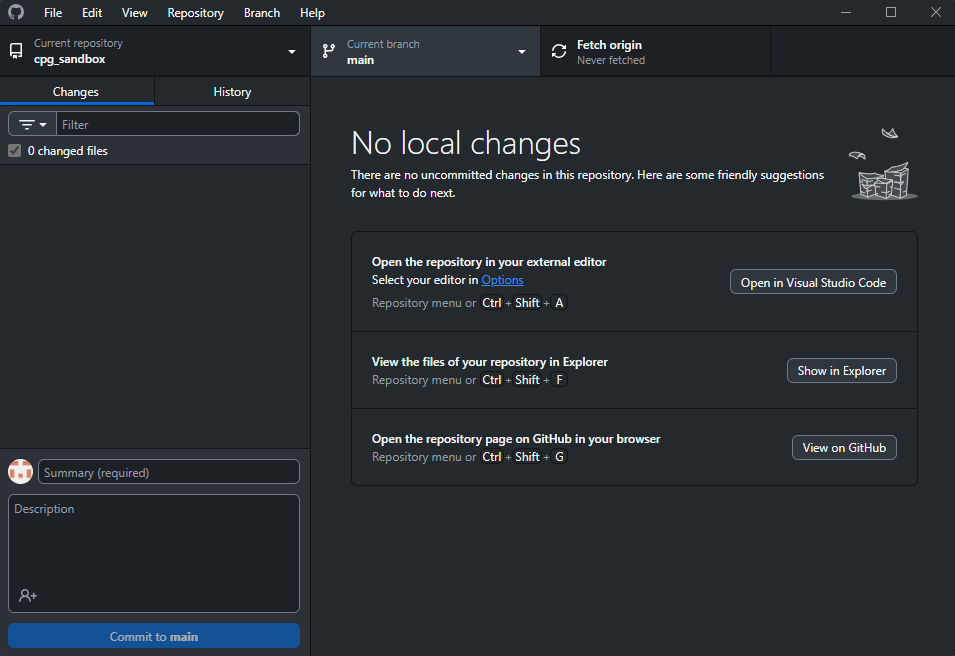 File Edit View Repository Branch Help
Current repository
cpg_sandbox
Current branch
main
Fetch origin
Never fetched
Changes
History
Filter
0 changed files
No local changes
There are no uncommitted changes in this repository. Here are some friendly suggestions
for what to do next.
Open the repository in your external editor
Select your editor in Options
Repository menu or Ctrl + Shift + A
Open in Visual Studio Code
View the files of your repository in Explorer
Repository menu or Ctrl + Shift + F
Show in Explorer
Open the repository page on GitHub in your browser
Repository menu or Ctrl + Shift + G
View on GitHub
Summary (required)
Description
Commit to main